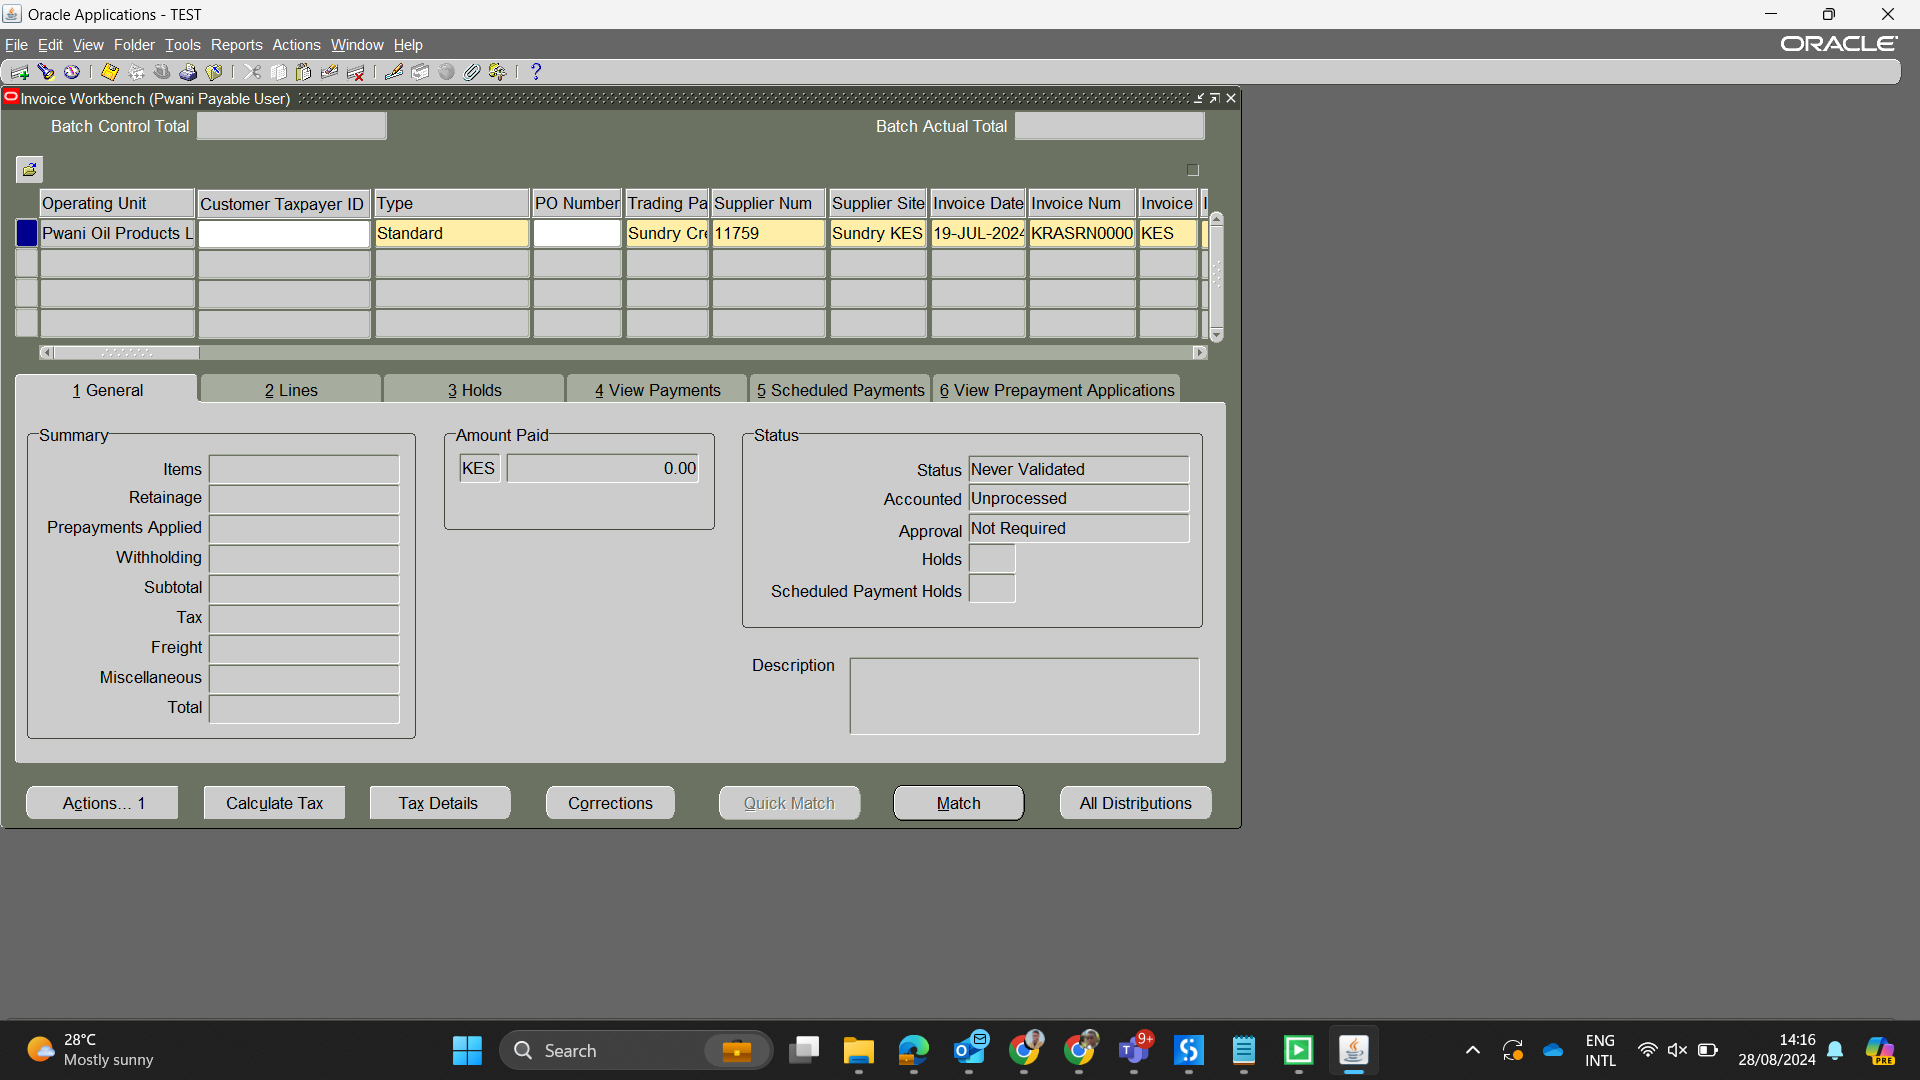 Oracle Applications - TEST
File Edit View Folder Tools Reports Actions Window Help
ORACLE
Invoice Workbench (Pwani Payable User)
Batch Control Total
Batch Actual Total
Operating Unit Customer Taxpayer ID Type PO Number Trading Pa Supplier Num Supplier Site Invoice Date Invoice Num Invoice
Pwani Oil Products L Standard Sundry Cre 11759 Sundry KES 19-JUL-2024 KRASRN0000 KES
1 General 2 Lines 3 Holds 4 View Payments 5 Scheduled Payments 6 View Prepayment Applications
Summary
Items
Retainage
Prepayments Applied
Withholding
Subtotal
Tax
Freight
Miscellaneous
Total
Amount Paid
KES 0.00
Status
Status Never Validated
Accounted Unprocessed
Approval Not Required
Holds
Scheduled Payment Holds
Description
Actions... 1 Calculate Tax Tax Details Corrections Quick Match Match All Distributions
28°C
Mostly sunny
Search
9+
ENG
INTL
14:16
28/08/2024
PRE